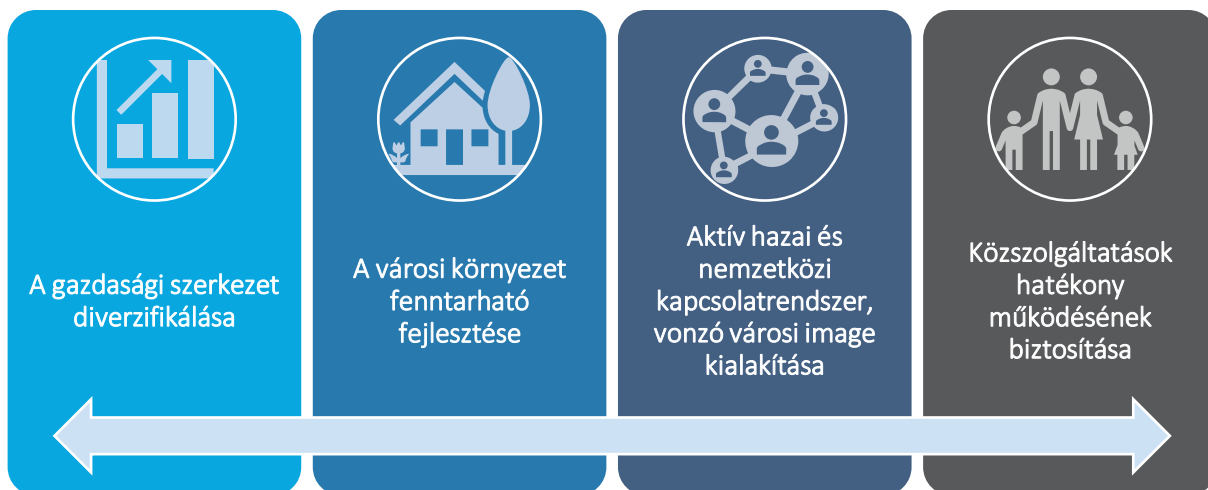 A gazdasági szerkezet
diverzifikálása
A városi környezet
fenntarható
fejlesztése
Aktív hazai és
nemzetközi
kapcsolatrendszer,
vonzó városi image
kialakítása
Közszolgáltatások
hatékony
működésének
biztosítása